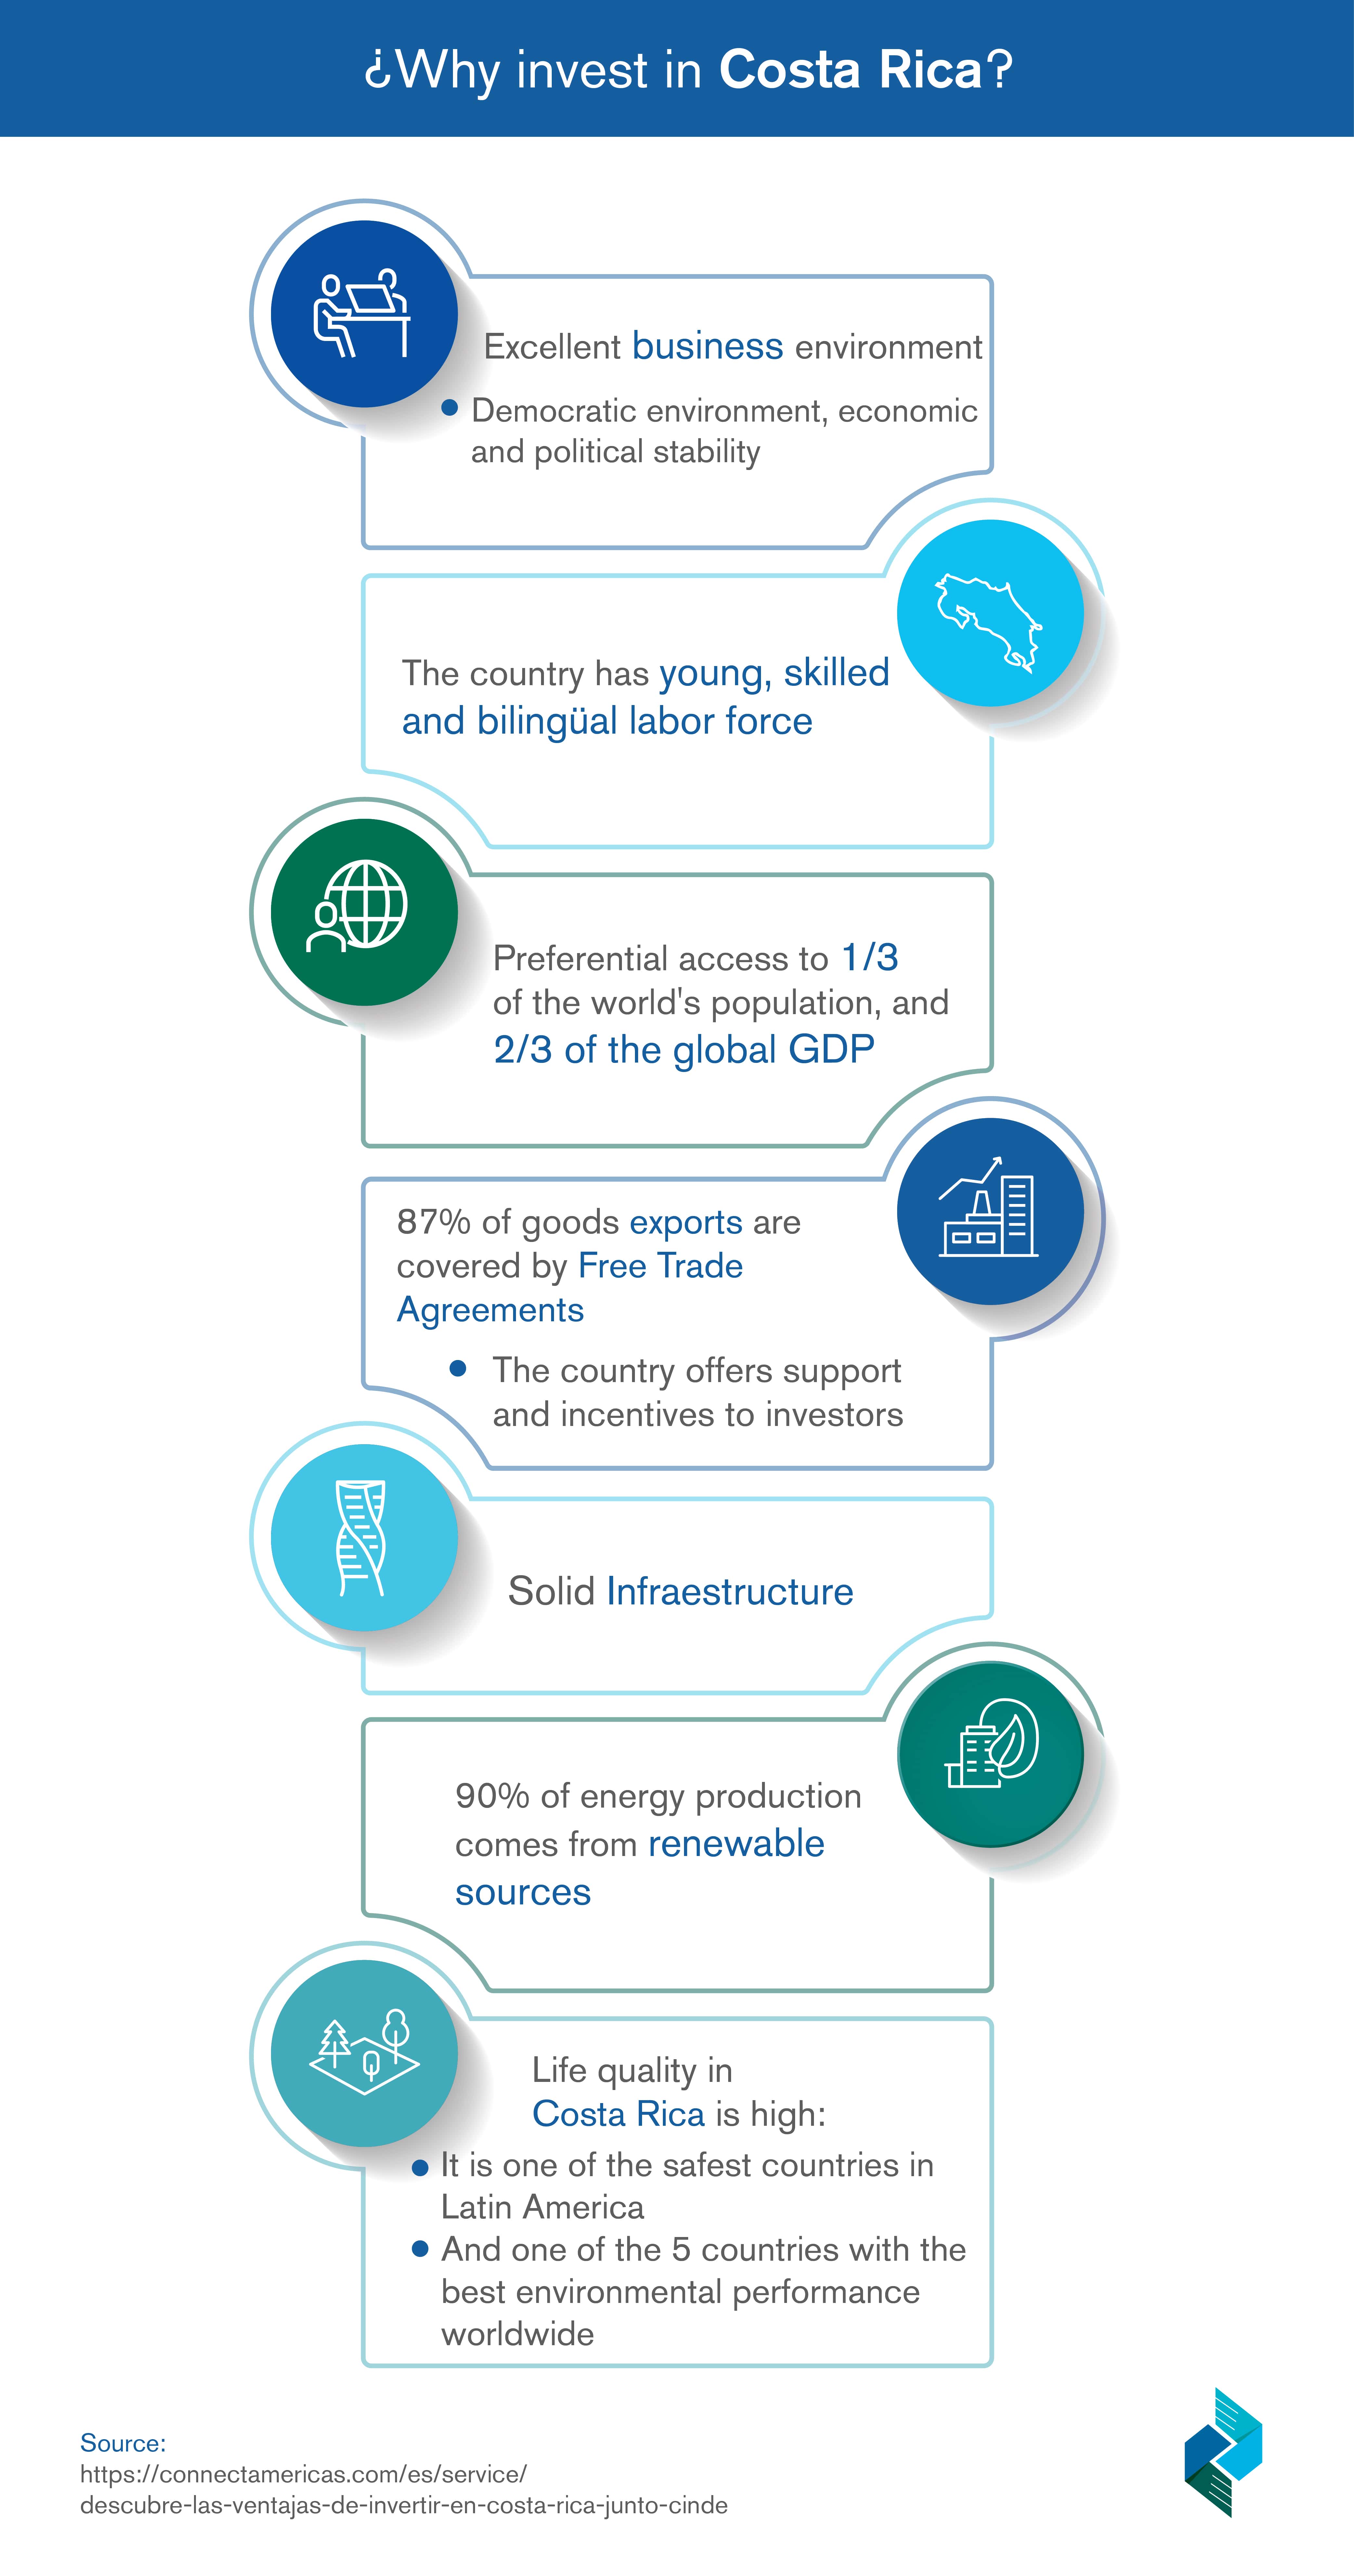 ¿Why invest in Costa Rica?
Excellent business environment
• Democratic environment, economic
and political stability
The country has young, skilled
and bilingüal labor force
Preferential access to 1/3
of the world's population, and
2/3 of the global GDP
87% of goods exports are
covered by Free Trade
Agreements
• The country offers support
and incentives to investors
Solid Infraestructure
90% of energy production
comes from renewable
sources
Life quality in
Costa Rica is high:
• It is one of the safest countries in
Latin America
• And one of the 5 countries with the
best environmental performance
worldwide
Source:
https://connectamericas.com/es/service/
descubre-las-ventajas-de-invertir-en-costa-rica-junto-cinde